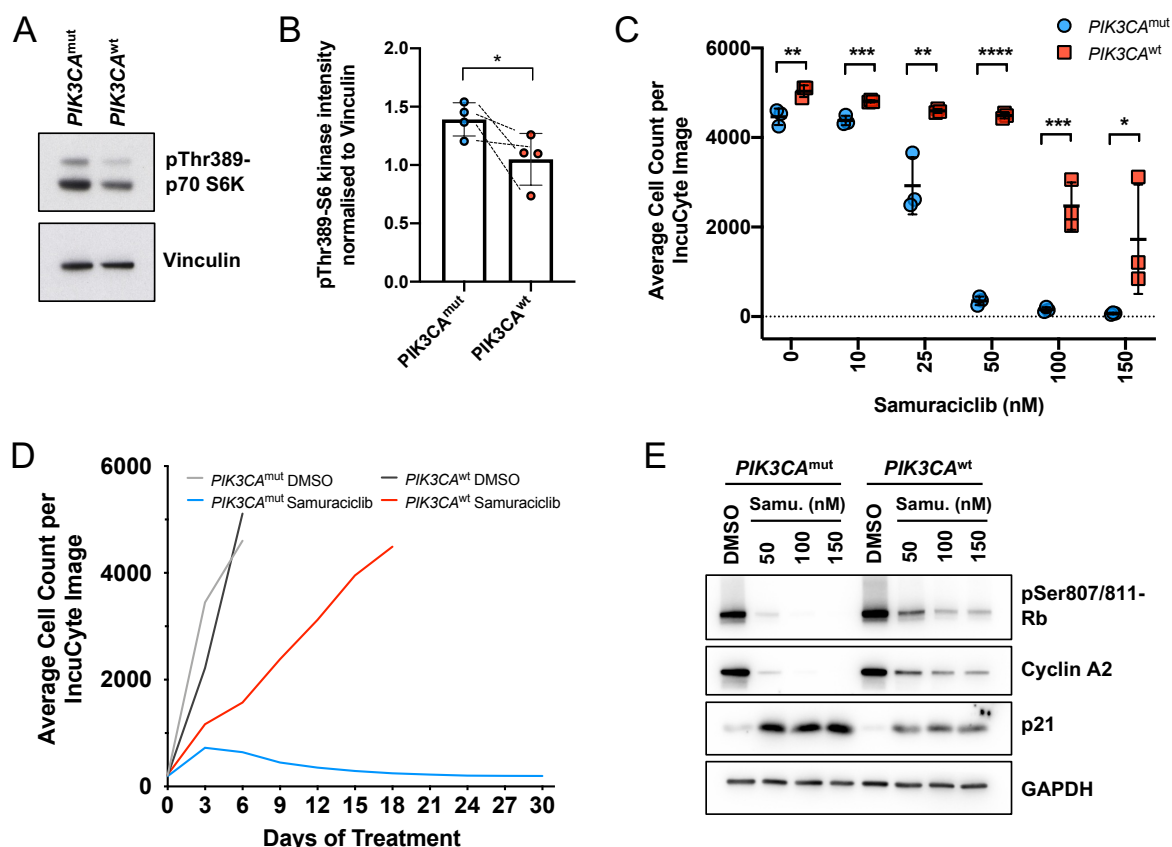 A
PIK3CAmut
PIK3CAwt
pThr389-
p70 S6K
Vinculin
B
*
pThr389-S6 kinase intensity
normalised to Vinculin
2.0
1.5
1.0
0.5
0.0
PIK3CAmut
PIK3CAwt
C
PIK3CAmut
PIK3CAwt
** *** ** **** *** *
Average Cell Count per
IncuCyte Image
6000
4000
2000
0
0 10 25 50 100 150
Samuraciclib (nM)
D
PIK3CAmut DMSO
PIK3CAwt DMSO
PIK3CAmut Samuraciclib
PIK3CAwt Samuraciclib
Average Cell Count per
IncuCyte Image
6000
4000
2000
0
0 3 6 9 12 15 18 21 24 27 30
Days of Treatment
E
PIK3CAmut PIK3CAwt
DMSO Samu. (nM) DMSO Samu. (nM)
50 100 150 50 100 150
pSer807/811-
Rb
Cyclin A2
p21
GAPDH